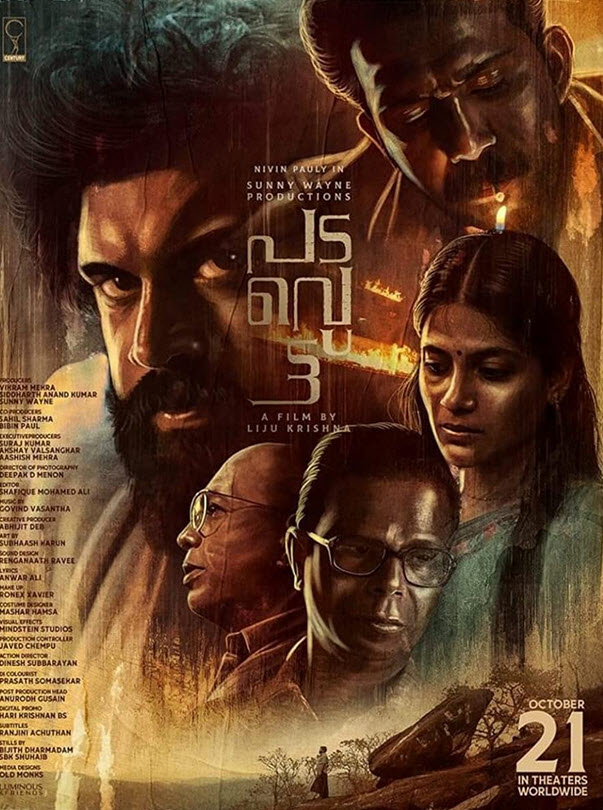 CENTURY
NIVIN PAULY IN
SUNNY WAYNE
PRODUCTIONS
പട
വെ
ട്ട്
A FILM BY
LIJU KRISHNA
PRODUCERS
VIKRAM MEHRA
SIDDHARTH ANAND KUMAR
SUNNY WAYNE
CO-PRODUCERS
SAHIL SHARMA
BIBIN PAUL
EXECUTIVEPRODUCERS
SURAJ KUMAR
AKSHAY VALSANGKAR
AASHISH MEHRA
DIRECTOR OF PHOTOGRAPHY
DEEPAK D MENON
EDITOR
SHAFIQUE MOHAMED ALI
MUSIC BY
GOVIND VASANTHA
CREATIVE PRODUCER
ABHIJIT DEB
ART BY
SUBHAASH KARUN
SOUND DESIGN
RENGANAATH RAVEE
LYRICS
ANWAR ALI
MAKE UP
RONEX XAVIER
COSTUME DESIGNER
MASHAR HAMSA
VISUAL EFFECTS
MINDSTEIN STUDIOS
PRODUCTION CONTROLLER
JAVED CHEMPU
ACTION DIRECTOR
DINESH SUBBARAYAN
DI COLOURIST
PRASATH SOMASEKAR
POST PRODUCTION HEAD
ANURODH GUSAIN
DIGITAL PROMO
HARI KRISHNAN BS
SUBTITLES
RANJINI ACHUTHAN
STILLS BY
BIJITH DHARMADAM
SBK SHUHAIB
MEDIA DESIGNS
OLD MONKS
LUMINOUS
&FRIENDS
OCTOBER
21
IN THEATERS
WORLDWIDE